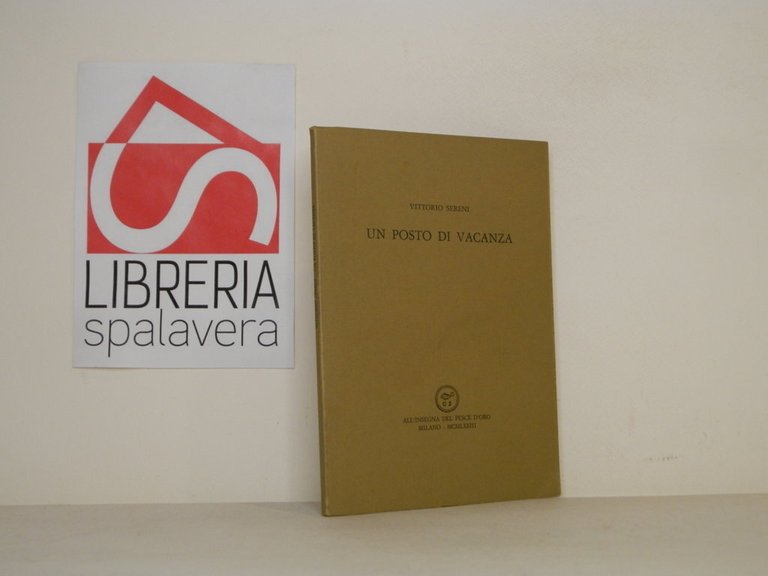 LIBRERIA
spalavera
VITTORIO SERENI
UN POSTO DI VACANZA
ALL'INSEGNA DEL PESCE D'ORO
MILANO - MCMLXXIII